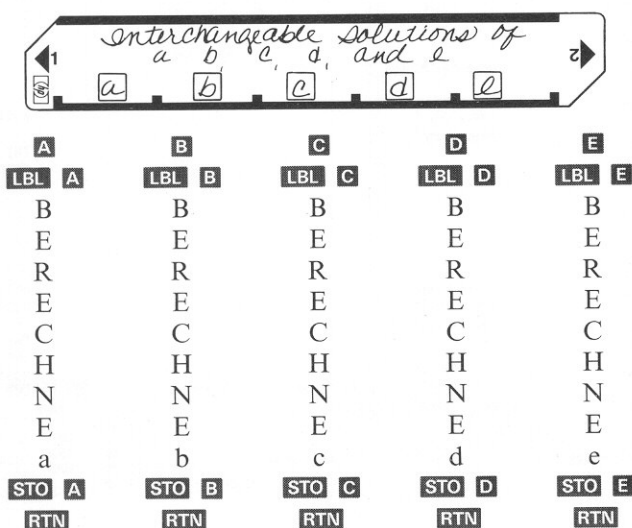 Interchangeable Solutions of
1 a b, c, d, and e 2
hp a b c d e
A B C D E
LBL A LBL B LBL C LBL D LBL E
B B B B B
E E E E E
R R R R R
E E E E E
C C C C C
H H H H H
N N N N N
E E E E E
a b c d e
STO A STO B STO C STO D STO E
RTN RTN RTN RTN RTN